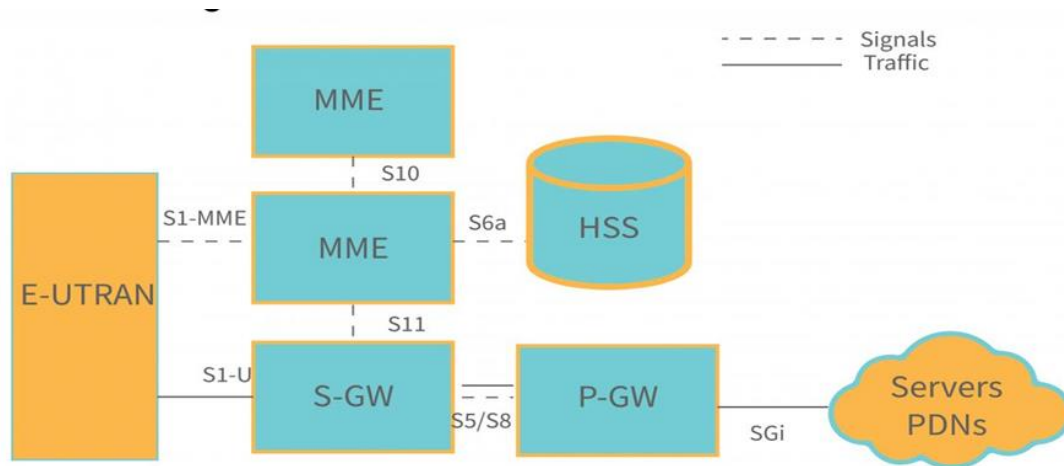 Signals
Traffic
MME
S10
S1-MME
MME
S6a
HSS
E-UTRAN
S11
S1-U
S-GW
S5/S8
P-GW
SGi
Servers
PDNs